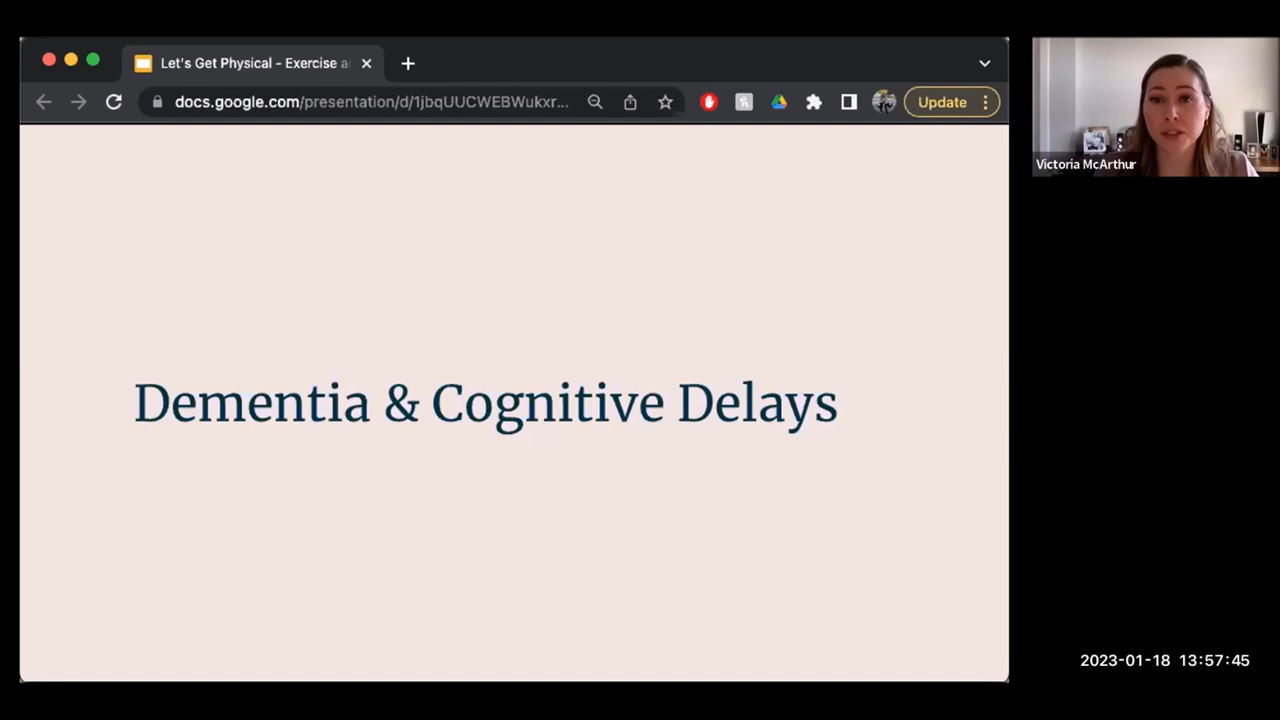 Let's Get Physical - Exercise a
docs.google.com/presentation/d/1jbqUUCWEBWukxr...
Update
Victoria McArthur
Dementia & Cognitive Delays
2023-01-18 13:57:45